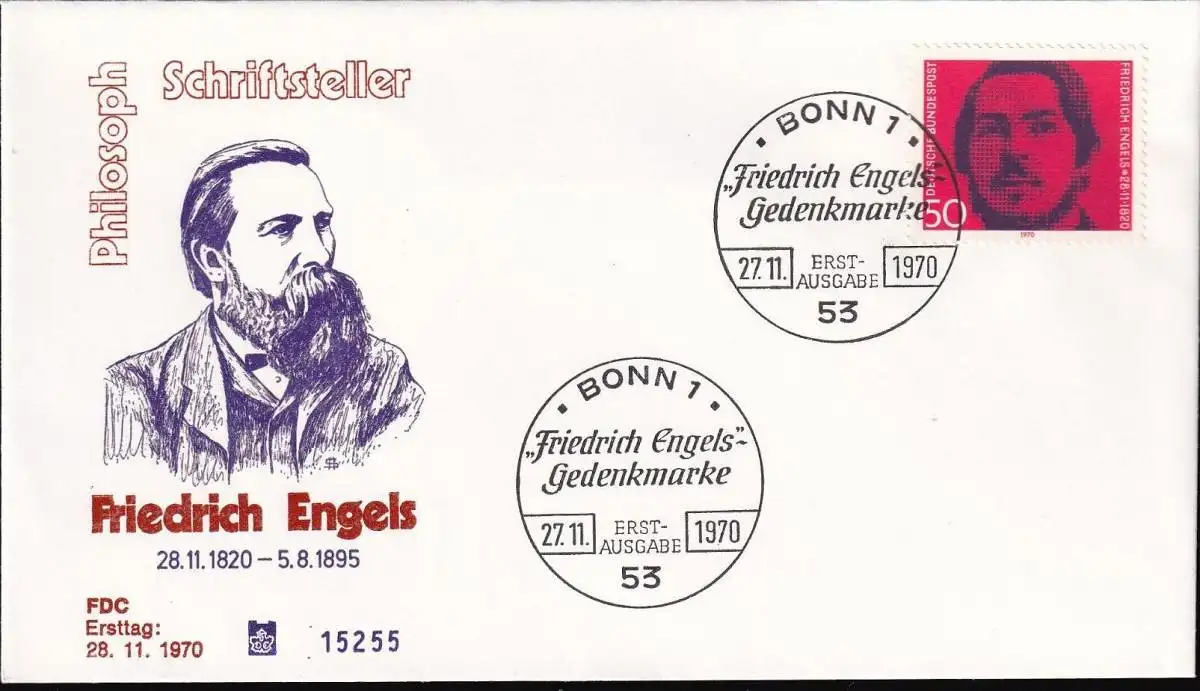 Philosoph
Schriftsteller
Friedrich Engels
28.11.1820 – 5.8.1895
FDC
Ersttag:
28. 11. 1970
15255
BONN 1
„Friedrich Engels"-
Gedenkmarke
27.11. ERST-
AUSGABE 1970
53
DEUTSCHE BUNDESPOST
50
FRIEDRICH ENGELS * 28·11·1820
1970
BONN 1
„Friedrich Engels"-
Gedenkmarke
27.11. ERST-
AUSGABE 1970
53